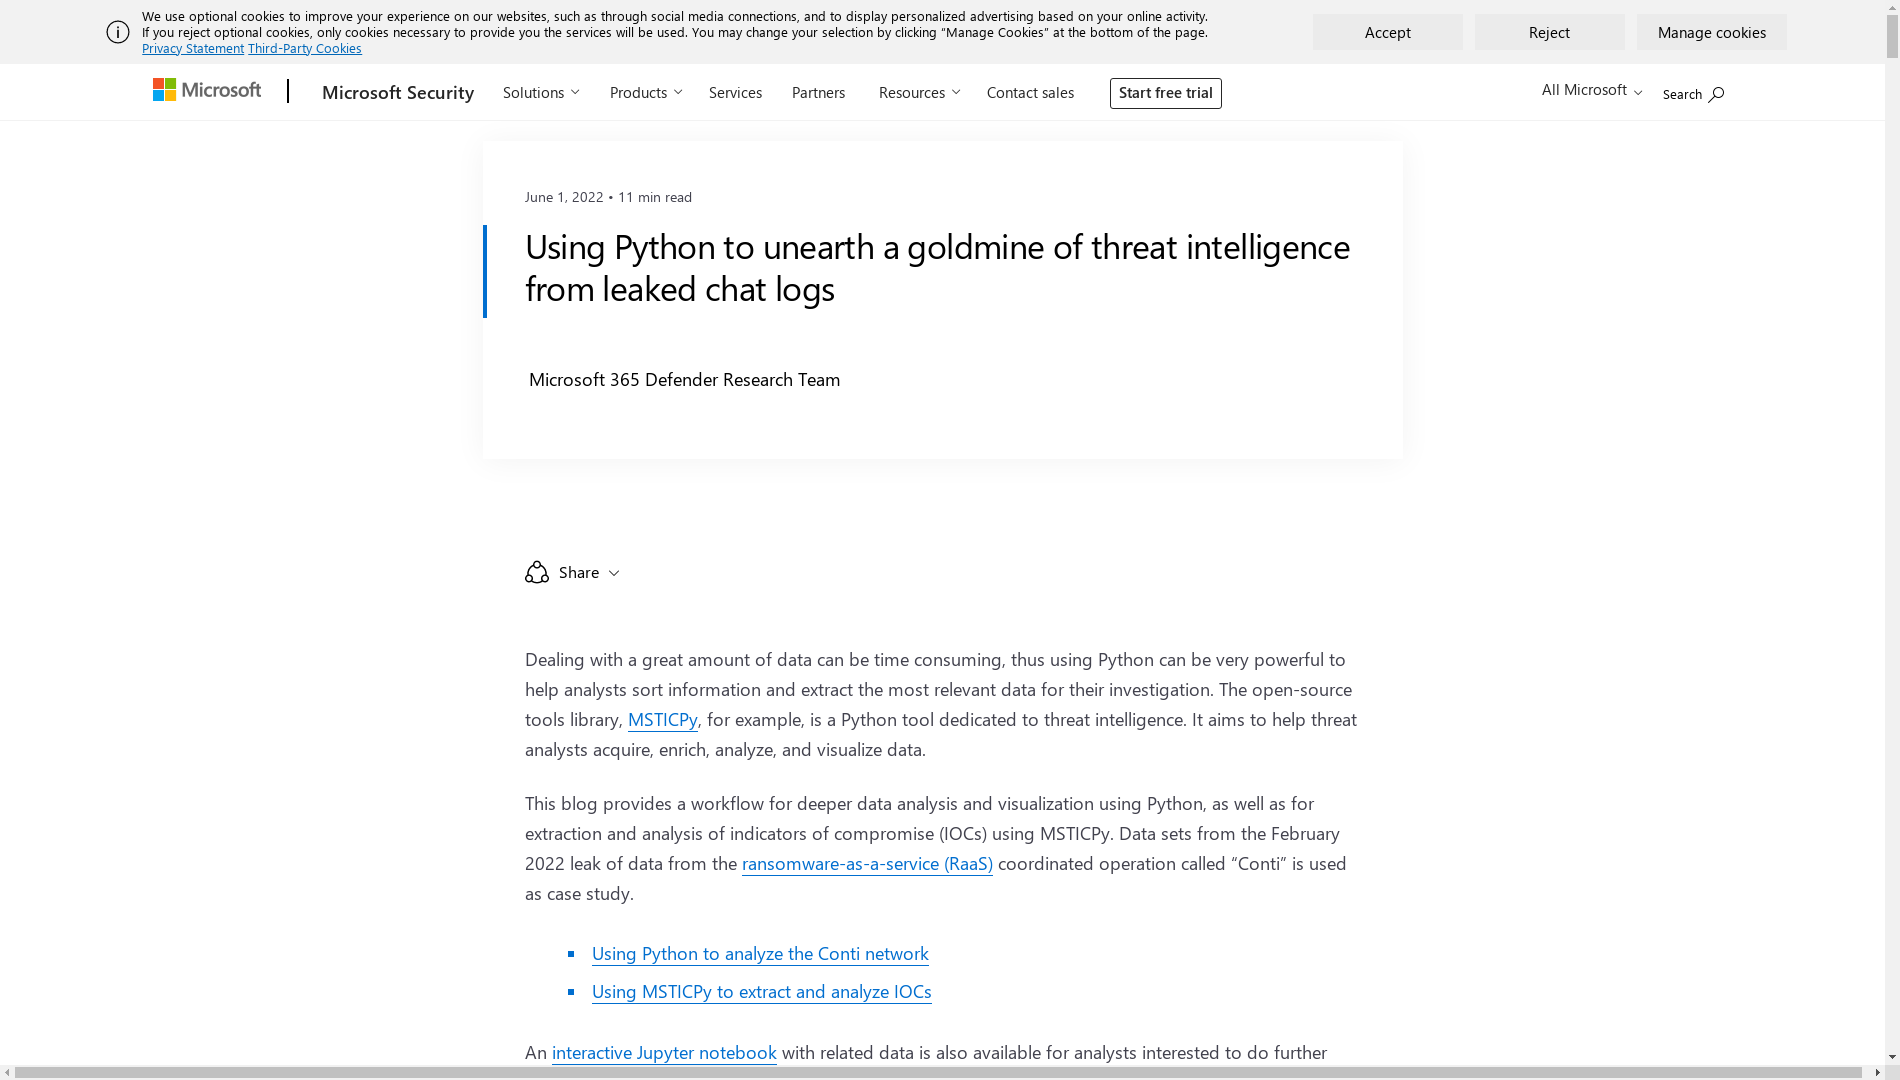 We use optional cookies to improve your experience on our websites, such as through social media connections, and to display personalized advertising based on your online activity.
If you reject optional cookies, only cookies necessary to provide you the services will be used. You may change your selection by clicking “Manage Cookies” at the bottom of the page.
Privacy Statement Third-Party Cookies
Accept
Reject
Manage cookies
Microsoft
Microsoft Security
Solutions
Products
Services
Partners
Resources
Contact sales
Start free trial
All Microsoft
Search
June 1, 2022 • 11 min read
Using Python to unearth a goldmine of threat intelligence
from leaked chat logs
Microsoft 365 Defender Research Team
Share
Dealing with a great amount of data can be time consuming, thus using Python can be very powerful to
help analysts sort information and extract the most relevant data for their investigation. The open-source
tools library, MSTICPy, for example, is a Python tool dedicated to threat intelligence. It aims to help threat
analysts acquire, enrich, analyze, and visualize data.
This blog provides a workflow for deeper data analysis and visualization using Python, as well as for
extraction and analysis of indicators of compromise (IOCs) using MSTICPy. Data sets from the February
2022 leak of data from the ransomware-as-a-service (RaaS) coordinated operation called “Conti” is used
as case study.
Using Python to analyze the Conti network
Using MSTICPy to extract and analyze IOCs
An interactive Jupyter notebook with related data is also available for analysts interested to do further